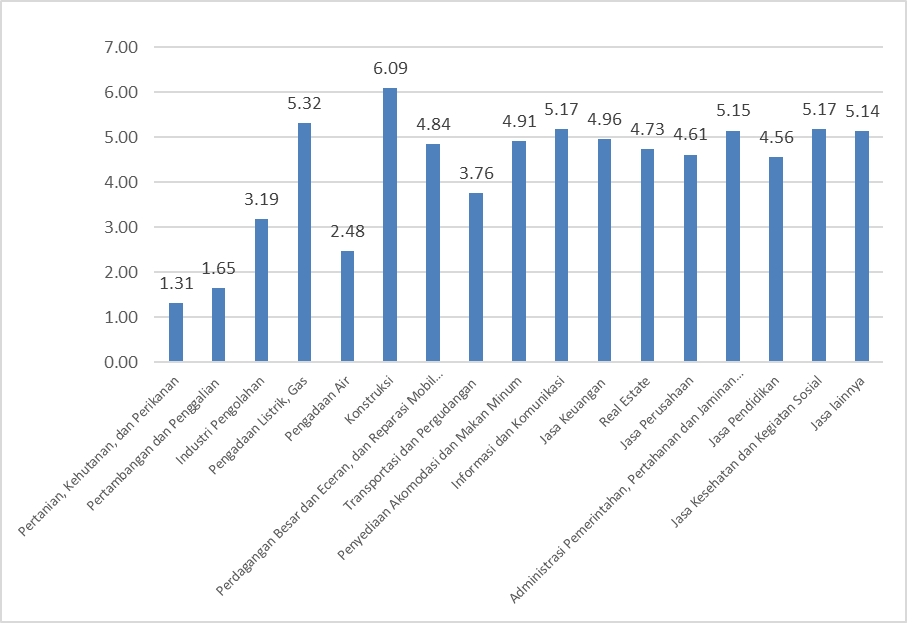 7.00
6.00
5.00
4.00
3.00
2.00
1.00
0.00
1.31
1.65
3.19
5.32
2.48
6.09
4.84
3.76
4.91
5.17
4.96
4.73
4.61
5.15
4.56
5.17
5.14
Pertanian, Kehutanan, dan Perikanan
Pertambangan dan Penggalian
Industri Pengolahan
Pengadaan Listrik, Gas
Pengadaan Air
Konstruksi
Perdagangan Besar dan Eceran, dan Reparasi Mobil...
Transportasi dan Pergudangan
Penyediaan Akomodasi dan Makan Minum
Informasi dan Komunikasi
Jasa Keuangan
Real Estate
Jasa Perusahaan
Administrasi Pemerintahan, Pertahanan dan Jaminan...
Jasa Pendidikan
Jasa Kesehatan dan Kegiatan Sosial
Jasa lainnya